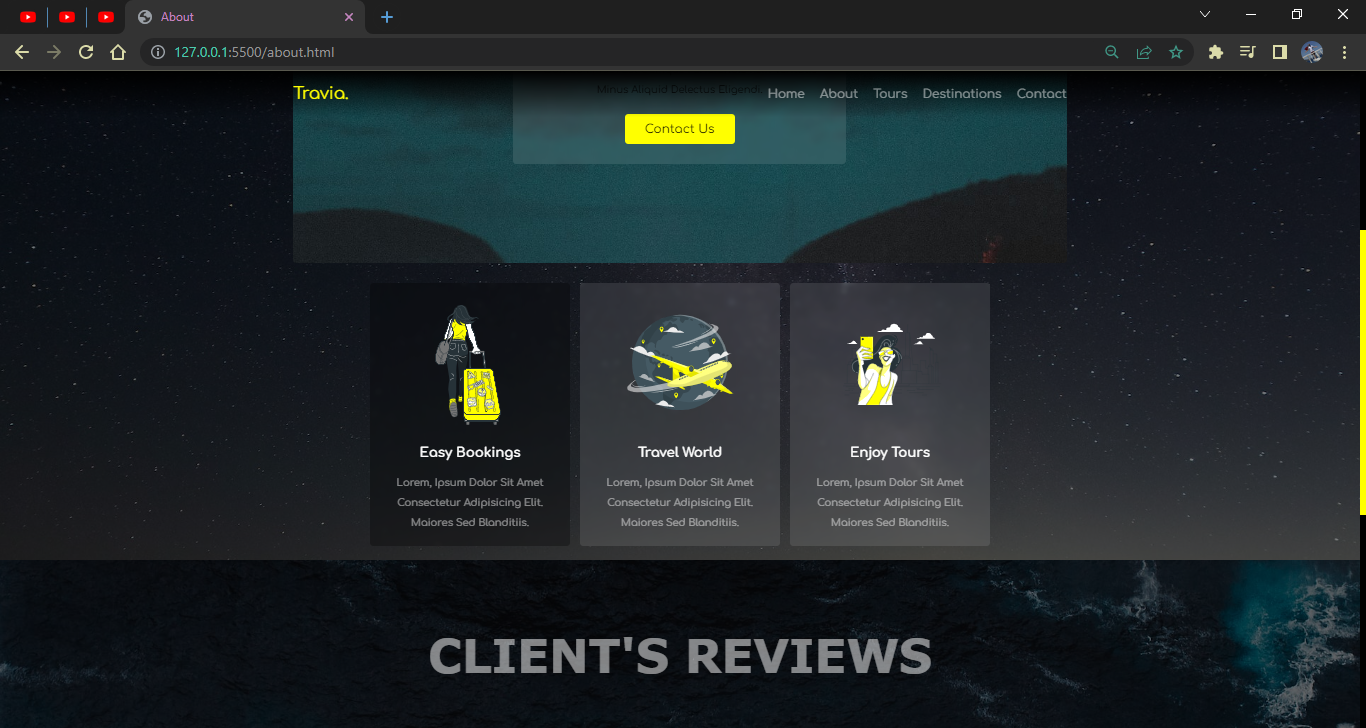 About
127.0.0.1:5500/about.html
Travia.
Minus Aliquid Delectus Eligendi
Home About Tours Destinations Contact
Contact Us
Easy Bookings
Lorem, Ipsum Dolor Sit Amet
Consectetur Adipisicing Elit.
Maiores Sed Blanditiis.
Travel World
Lorem, Ipsum Dolor Sit Amet
Consectetur Adipisicing Elit.
Maiores Sed Blanditiis.
Enjoy Tours
Lorem, Ipsum Dolor Sit Amet
Consectetur Adipisicing Elit.
Maiores Sed Blanditiis.
CLIENT'S REVIEWS